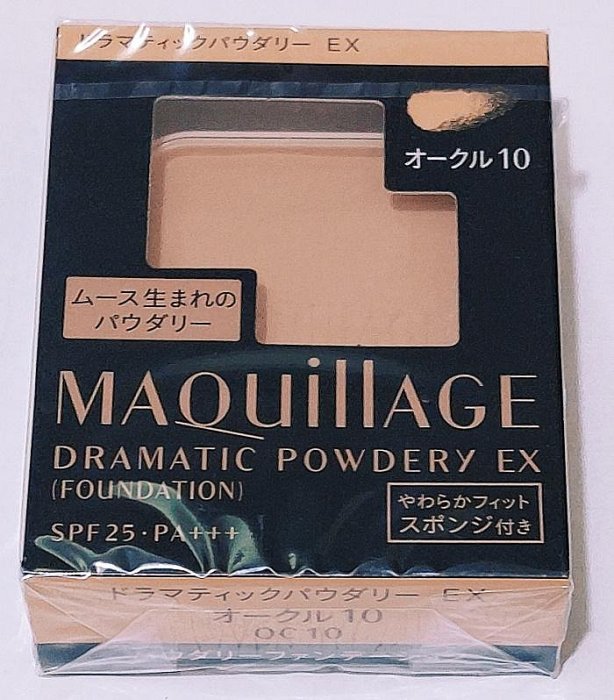 ドラマティックパウダリー EX
オークル10
ムース生まれの
パウダリー
MAQuillAGE
DRAMATIC POWDERY EX
(FOUNDATION)
SPF25・PA+++
やわらかフィット
スポンジ付き
ドラマティックパウダリー EX
オークル10
OC10